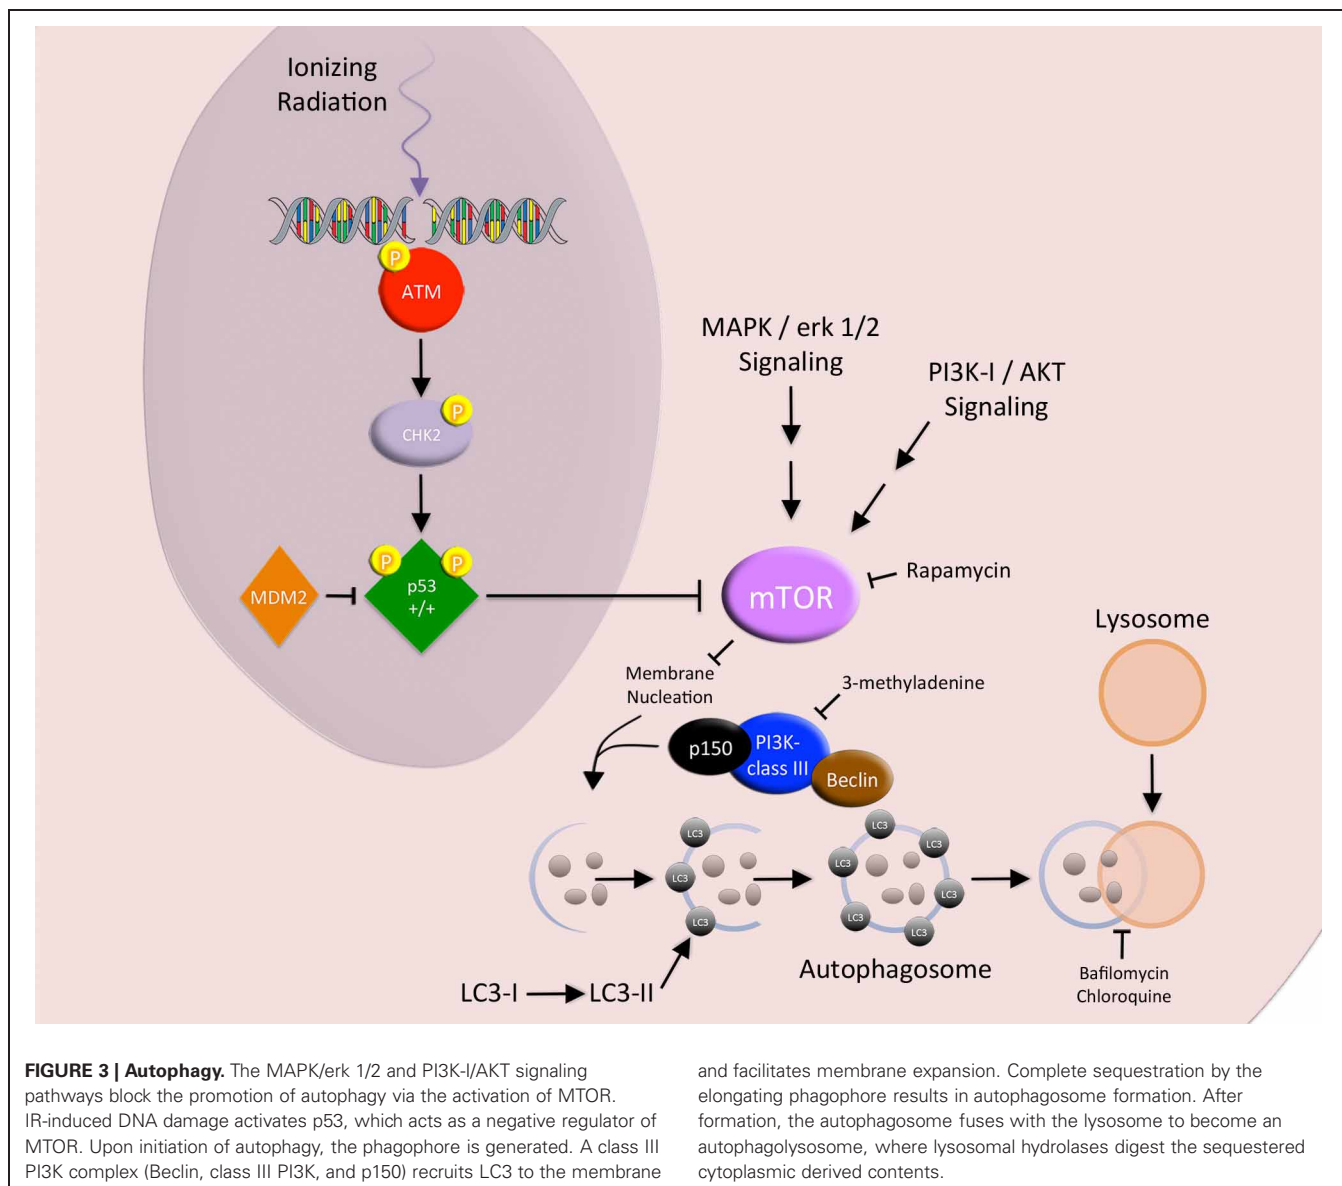 Ionizing
Radiation
P
ATM
P
CHK2
P
P
MDM2
p53
+/+
MAPK / erk 1/2
Signaling
PI3K-I / AKT
Signaling
mTOR
Rapamycin
Membrane
Nucleation
3-methyladenine
p150
PI3K-
class III
Beclin
Lysosome
LC3
LC3
LC3
LC3
LC3
LC3
LC3
LC3
LC3
Autophagosome
LC3-I
LC3-II
Bafilomycin
Chloroquine
FIGURE 3 | Autophagy. The MAPK/erk 1/2 and PI3K-I/AKT signaling
pathways block the promotion of autophagy via the activation of MTOR.
IR-induced DNA damage activates p53, which acts as a negative regulator of
MTOR. Upon initiation of autophagy, the phagophore is generated. A class III
PI3K complex (Beclin, class III PI3K, and p150) recruits LC3 to the membrane
and facilitates membrane expansion. Complete sequestration by the
elongating phagophore results in autophagosome formation. After
formation, the autophagosome fuses with the lysosome to become an
autophagolysosome, where lysosomal hydrolases digest the sequestered
cytoplasmic derived contents.